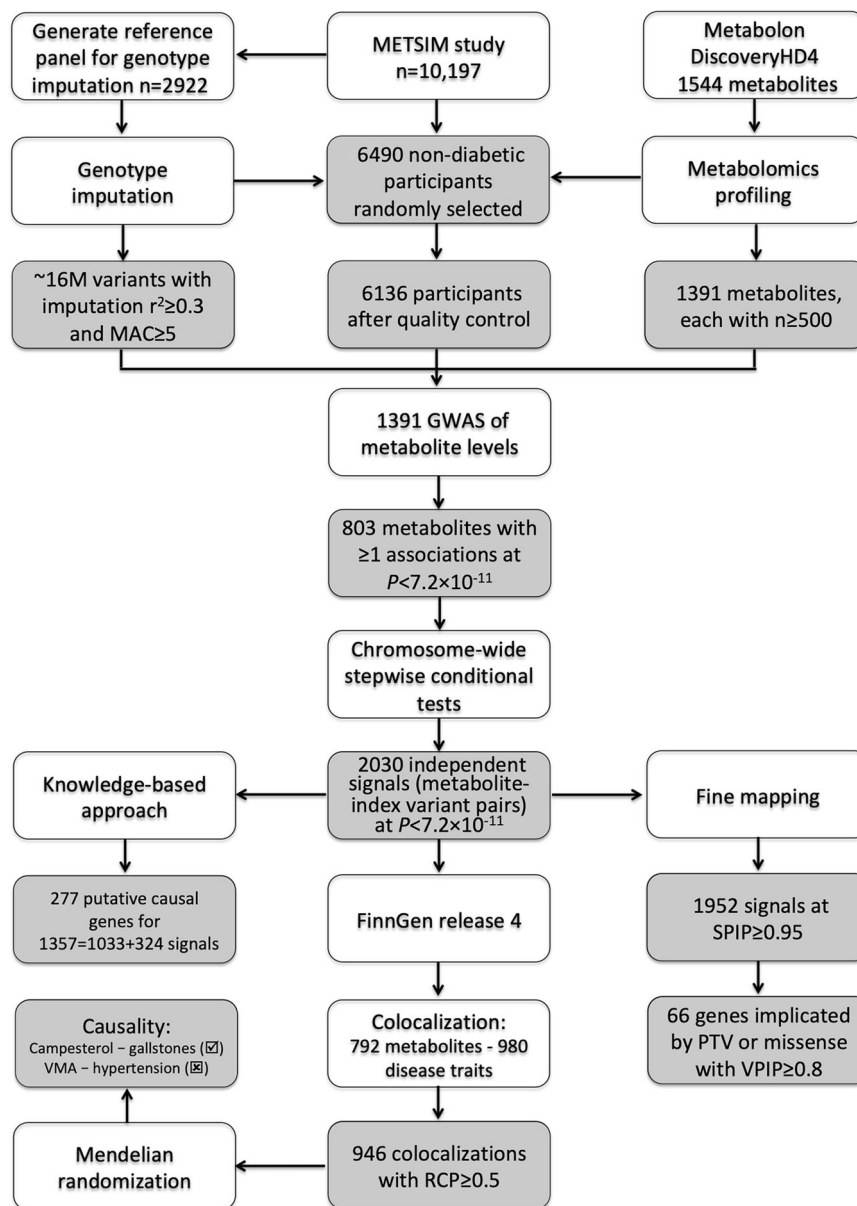 Generate reference
panel for genotype
imputation n=2922
METSIM study
n=10,197
Metabolon
DiscoveryHD4
1544 metabolites
Genotype
imputation
6490 non-diabetic
participants
randomly selected
Metabolomics
profiling
~16M variants with
imputation r²≥0.3
and MAC≥5
6136 participants
after quality control
1391 metabolites,
each with n≥500
1391 GWAS of
metabolite levels
803 metabolites with
≥1 associations at
P<7.2×10⁻¹¹
Chromosome-wide
stepwise conditional
tests
Knowledge-based
approach
2030 independent
signals (metabolite-
index variant pairs)
at P<7.2×10⁻¹¹
Fine mapping
277 putative causal
genes for
1357=1033+324 signals
FinnGen release 4
1952 signals at
SPIP≥0.95
Causality:
Campesterol – gallstones (☑)
VMA – hypertension (☒)
Colocalization:
792 metabolites - 980
disease traits
66 genes implicated
by PTV or missense
with VPIP≥0.8
Mendelian
randomization
946 colocalizations
with RCP≥0.5